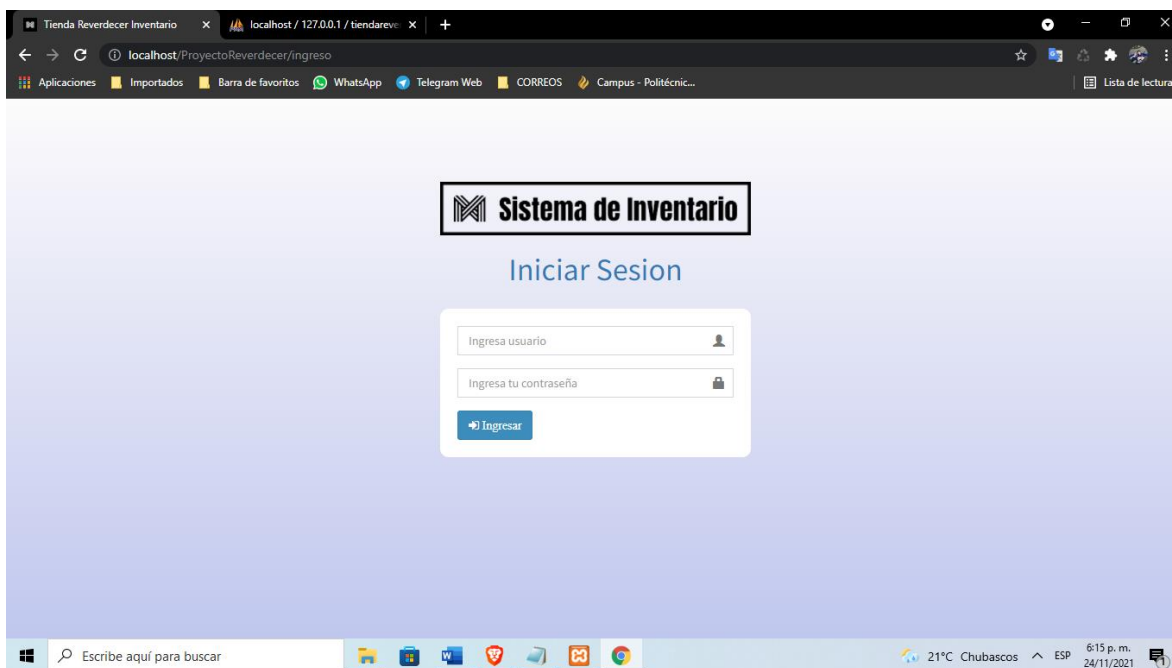 Tienda Reverdecer Inventario
localhost / 127.0.0.1 / tiendareve
localhost/ProyectoReverdecer/ingreso
Aplicaciones Importados Barra de favoritos WhatsApp Telegram Web CORREOS Campus - Politécnic... Lista de lectura
Sistema de Inventario
Iniciar Sesion
Ingresa usuario
Ingresa tu contraseña
Ingresar
Escribe aquí para buscar
21°C Chubascos ESP 6:15 p. m.
24/11/2021